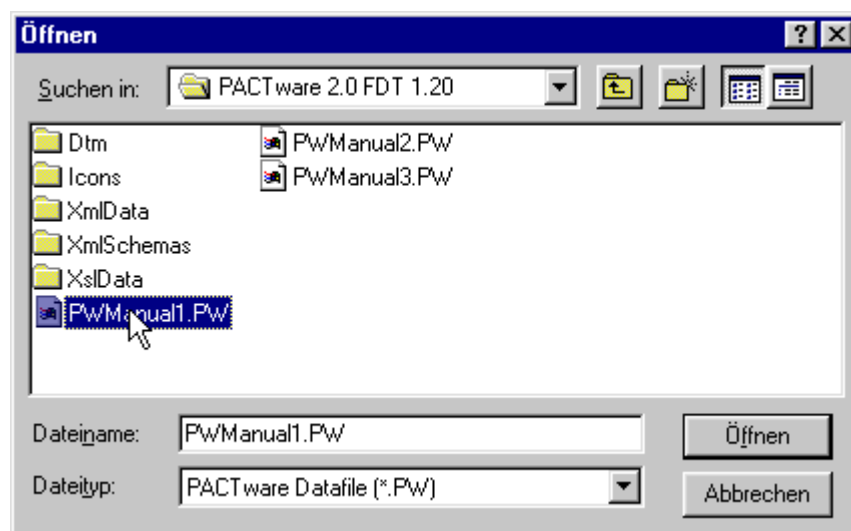 Öffnen
Suchen in: PACTware 2.0 FDT 1.20
Dtm PWManual2.PW
Icons PWManual3.PW
XmlData
XmlSchemas
XslData
PWManual1.PW
Dateiname: PWManual1.PW Öffnen
Dateityp: PACTware Datafile (*.PW) Abbrechen